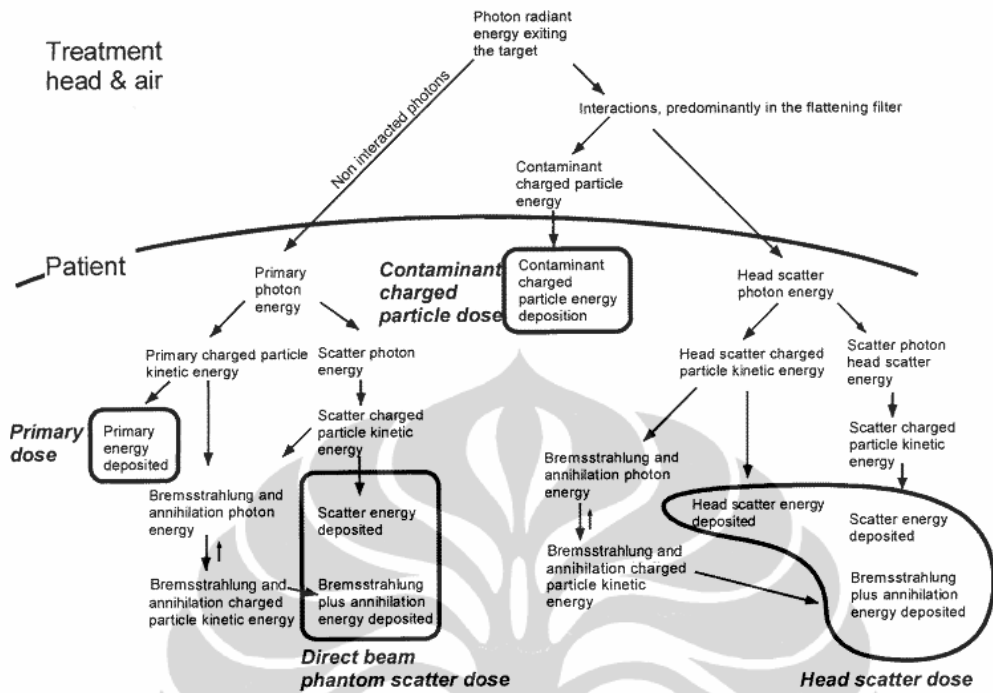 Treatment
head & air
Photon radiant
energy exiting
the target
Non interacted photons
Interactions, predominantly in the flattening filter
Contaminant
charged particle
energy
Patient
Primary
photon
energy
Contaminant
charged
particle dose
Contaminant
charged
particle energy
deposition
Head scatter
photon energy
Primary charged particle
kinetic energy
Scatter photon
energy
Head scatter charged
particle kinetic energy
Scatter photon
head scatter
energy
Primary
dose
Primary
energy
deposited
Scatter charged
particle kinetic
energy
Scatter charged
particle kinetic
energy
Bremsstrahlung and
annihilation photon
energy
Scatter energy
deposited
Bremsstrahlung and
annihilation photon
energy
Head scatter energy
deposited
Scatter energy
deposited
Bremsstrahlung and
annihilation charged
particle kinetic energy
Bremsstrahlung
plus annihilation
energy deposited
Bremsstrahlung and
annihilation charged
particle kinetic
energy
Bremsstrahlung
plus annihilation
energy deposited
Direct beam
phantom scatter dose
Head scatter dose